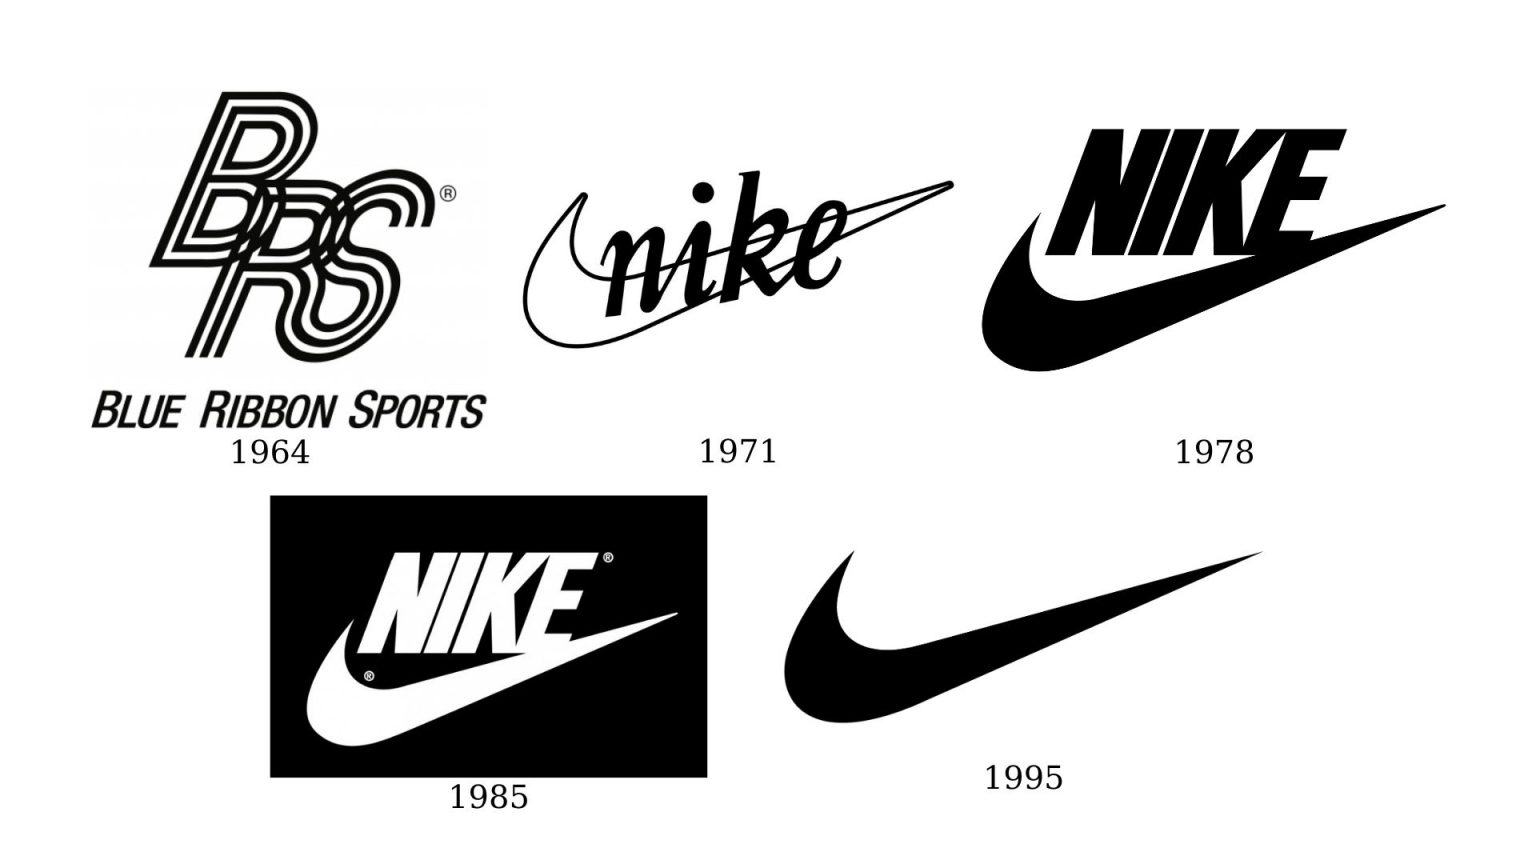 BRS®
BLUE RIBBON SPORTS
1964
nike
1971
NIKE
1978
NIKE®
®
1985
1995